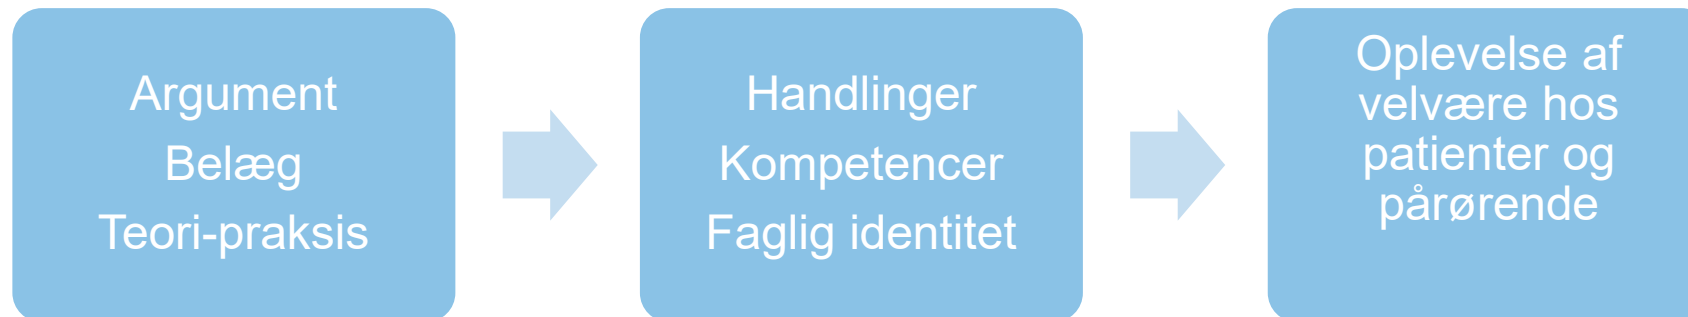 Argument
Belæg
Teori-praksis
Handlinger
Kompetencer
Faglig identitet
Oplevelse af
velvære hos
patienter og
pårørende